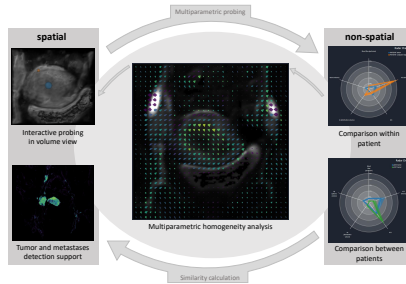 Multiparametric probing
spatial
non-spatial
Interactive probing
in volume view
Comparison within
patient
Tumor and metastases
detection support
Multiparametric homogeneity analysis
Comparison between
patients
Similarity calculation